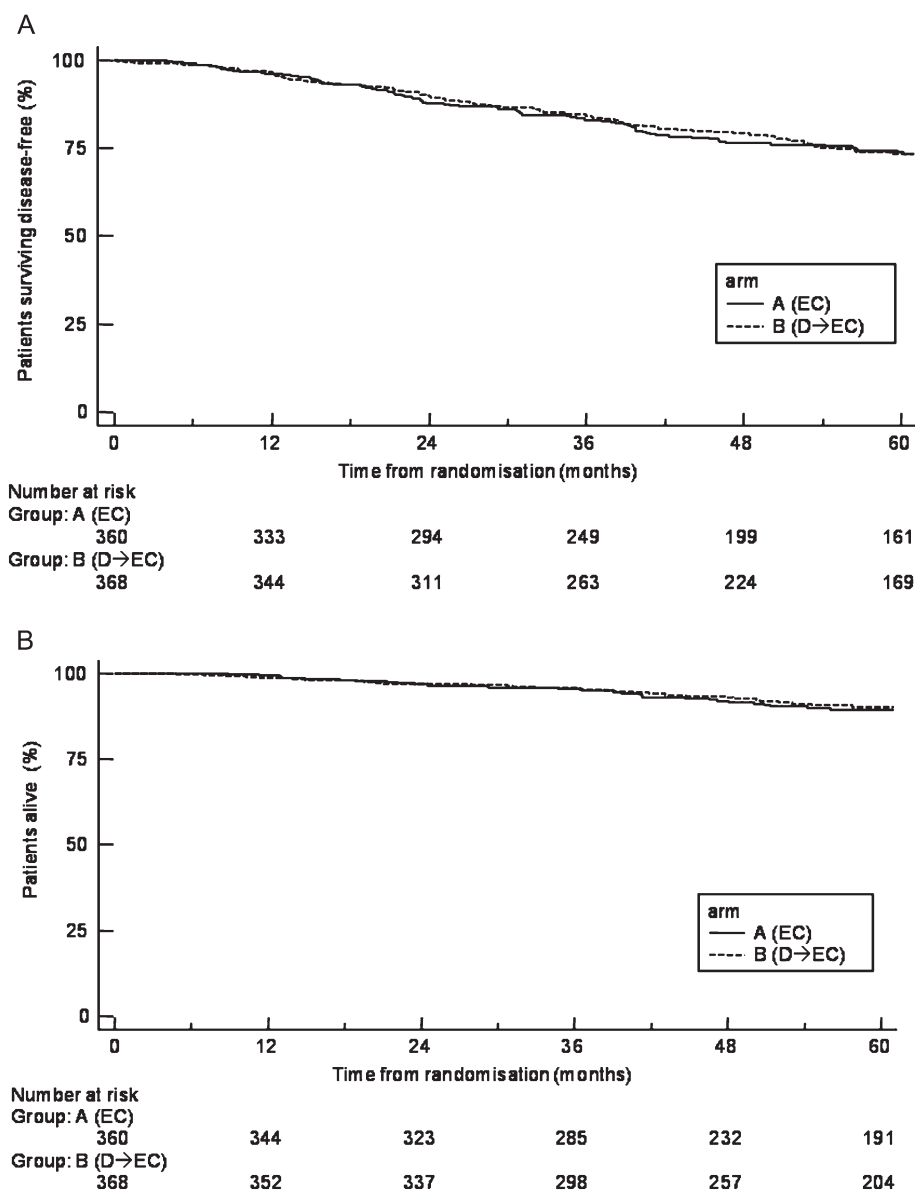 A
Patients surviving disease-free (%)
100
75
50
25
0
arm
A (EC)
B (D→EC)
0 12 24 36 48 60
Time from randomisation (months)
Number at risk
Group: A (EC)
360 333 294 249 199 161
Group: B (D→EC)
368 344 311 263 224 169
B
Patients alive (%)
100
75
50
25
0
arm
A (EC)
B (D→EC)
0 12 24 36 48 60
Time from randomisation (months)
Number at risk
Group: A (EC)
360 344 323 285 232 191
Group: B (D→EC)
368 352 337 298 257 204